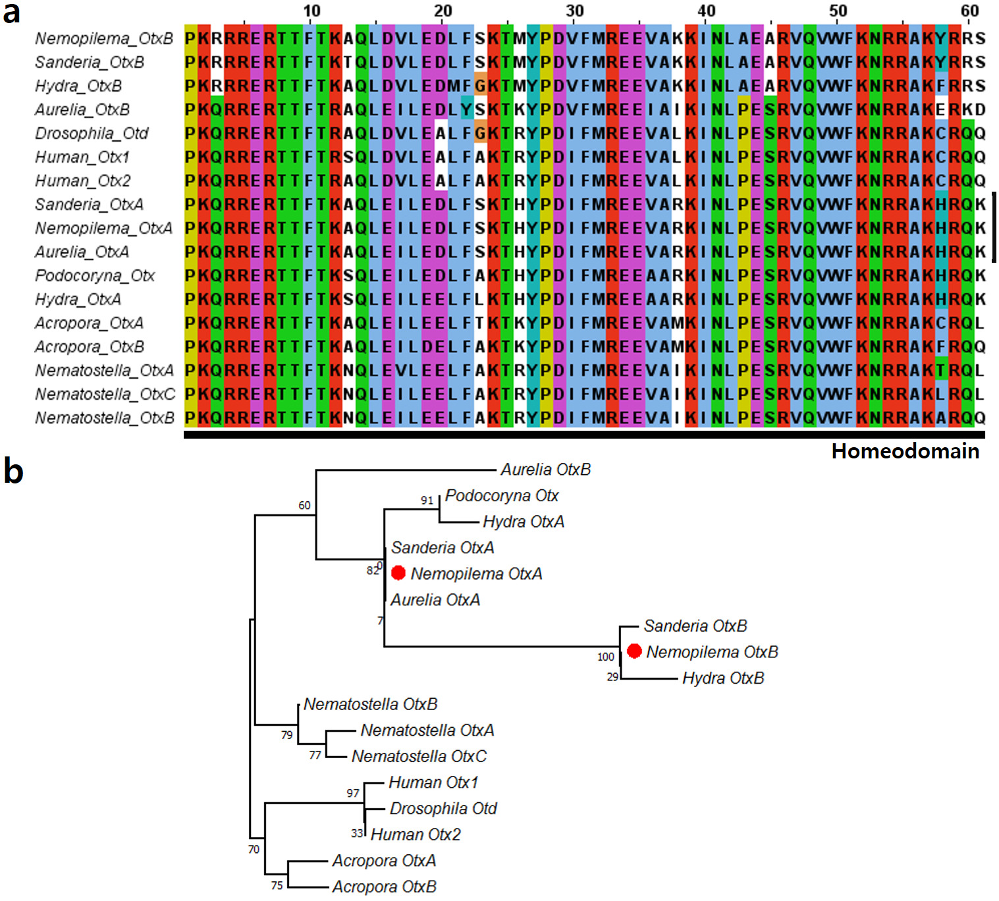 a
10 20 30 40 50 60
Nemopilema_OtxB PKRRRERTTFTKAQLDVLEDLFSKTMYPDVFMREEVAKKINLAEARVQVWFKNRRAKYRRS
Sanderia_OtxB PKRRRERTTFTKTQLDVLEDLFSKTMYPDVFMREEVAKKINLAEARVQVWFKNRRAKYRRS
Hydra_OtxB PKRRRERTTFTKAQLDVLEDMFGKTMYPDVFMREEVAKKINLAEARVQVWFKNRRAKFRRS
Aurelia_OtxB PKQRRERTTFTRAQLEILEDLYSKTKYPDVFMREEIAIKINLPESRVQVWFKNRRAKERKD
Drosophila_Otd PKQRRERTTFTRAQLDVLEALFGKTRYPDIFMREEVALKINLPESRVQVWFKNRRAKCRQQ
Human_Otx1 PKQRRERTTFTRSQLDVLEALFAKTRYPDIFMREEVALKINLPESRVQVWFKNRRAKCRQQ
Human_Otx2 PKQRRERTTFTRAQLDVLEALFAKTRYPDIFMREEVALKINLPESRVQVWFKNRRAKCRQQ
Sanderia_OtxA PKQRRERTTFTKAQLEILEDLFSKTHYPDIFMREEVARKINLPESRVQVWFKNRRAKHRQK
Nemopilema_OtxA PKQRRERTTFTKAQLEILEDLFSKTHYPDIFMREEVARKINLPESRVQVWFKNRRAKHRQK
Aurelia_OtxA PKQRRERTTFTKAQLEILEDLFSKTHYPDIFMREEVARKINLPESRVQVWFKNRRAKHRQK
Podocoryna_Otx PKQRRERTTFTKSQLEILEDLFAKTHYPDIFMREEAARKINLPESRVQVWFKNRRAKHRQK
Hydra_OtxA PKQRRERTTFTKSQLEILEELFLKTHYPDIFMREEAARKINLPESRVQVWFKNRRAKHRQK
Acropora_OtxA PKQRRERTTFTKAQLEILEELFTKTKYPDIFMREEVAMKINLPESRVQVWFKNRRAKCRQL
Acropora_OtxB PKQRRERTTFTKAQLEILDELFAKTKYPDIFMREEVAMKINLPESRVQVWFKNRRAKFRQQ
Nematostella_OtxA PKQRRERTTFTKNQLEVLEELFAKTRYPDIFMREEVAIKINLPESRVQVWFKNRRAKTRQL
Nematostella_OtxC PKQRRERTTFTKNQLEILEELFAKTRYPDIFMREEVAIKINLPESRVQVWFKNRRAKLRQL
Nematostella_OtxB PKQRRERTTFTKNQLEILEELFAKTRYPDIFMREEVAIKINLPESRVQVWFKNRRAKARQQ
Homeodomain
b
Aurelia OtxB
60
91 Podocoryna Otx
Hydra OtxA
Sanderia OtxA
82 0
Nemopilema OtxA
Aurelia OtxA
7
Sanderia OtxB
100 Nemopilema OtxB
29 Hydra OtxB
Nematostella OtxB
79 Nematostella OtxA
77 Nematostella OtxC
97 Human Otx1
Drosophila Otd
33 Human Otx2
70
Acropora OtxA
75 Acropora OtxB